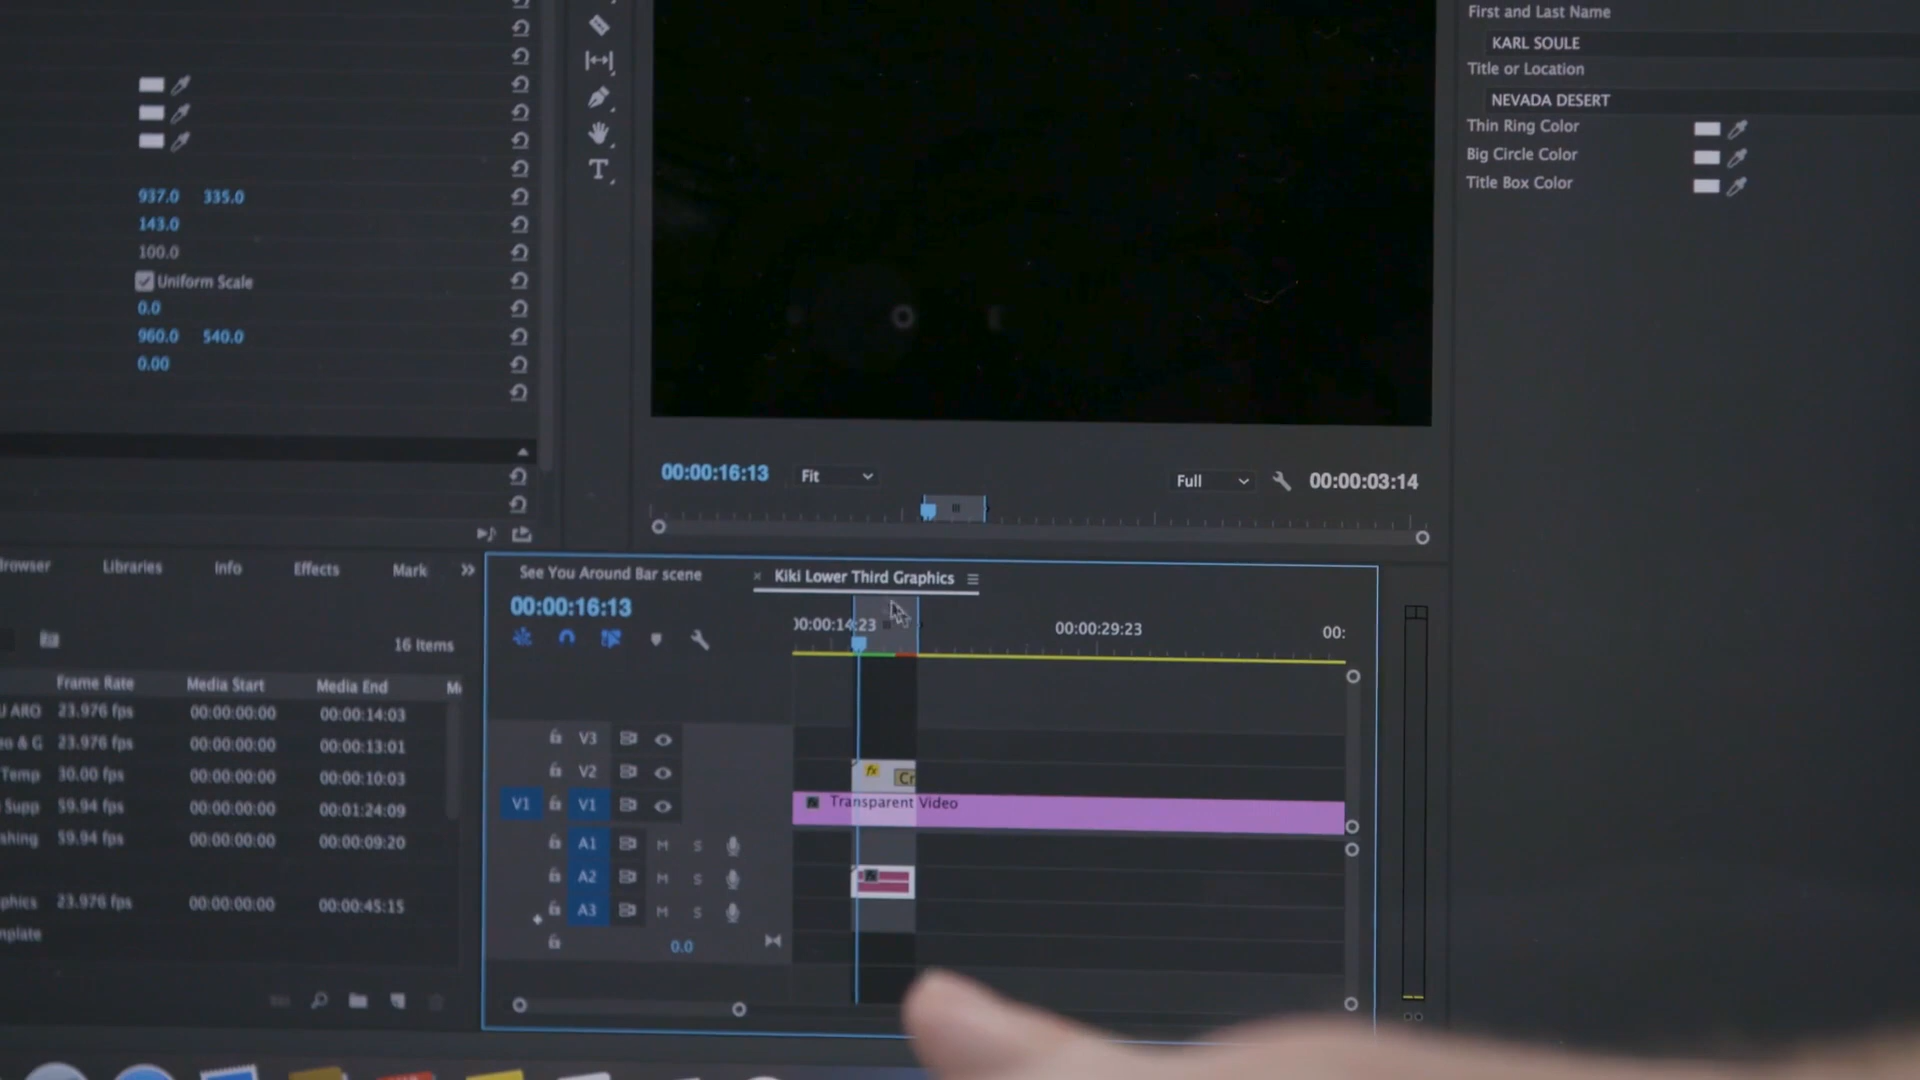 First and Last Name
KARL SOULE
Title or Location
NEVADA DESERT
Thin Ring Color
Big Circle Color
Title Box Color
937.0 335.0
143.0
100.0
Uniform Scale
0.0
960.0 540.0
0.00
T
00:00:16:13 Fit Full 00:00:03:14
Libraries Info Effects Mark
See You Around Bar scene
× Kiki Lower Third Graphics
00:00:16:13
00:00:29:23
00:
16 Items
Frame Rate Media Start Media End
ARO 23.976 fps 00:00:00:00 00:00:14:03
& G 23.976 fps 00:00:00:00 00:00:13:01
Temp 30.00 fps 00:00:00:00 00:00:10:03
Supp 59.94 fps 00:00:00:00 00:01:24:09
shing 59.94 fps 00:00:00:00 00:00:09:20
phics 23.976 fps 00:00:00:00 00:00:45:15
mplate
V3
V2
fx Cr
V1 V1
Transparent Video
A1 M S
A2 M S
A3 M S
0.0